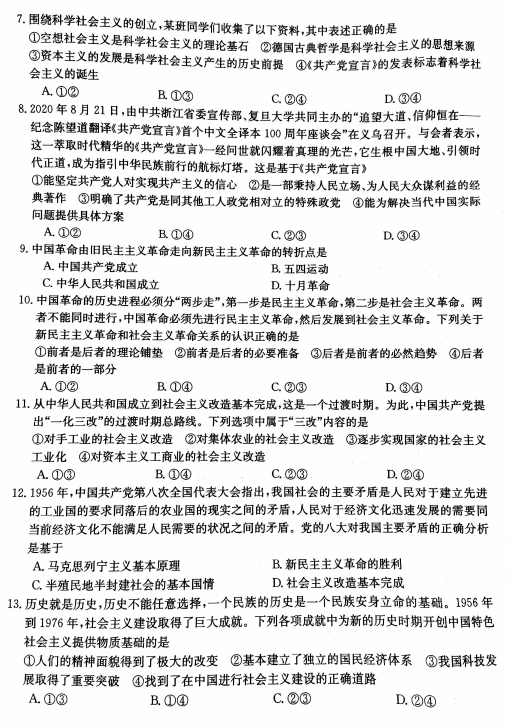 7. 围绕科学社会主义的创立,某班同学们收集了以下资料,其中表述正确的是
①空想社会主义是科学社会主义的理论基石 ②德国古典哲学是科学社会主义的思想来源
③资本主义的发展是科学社会主义产生的历史前提 ④《共产党宣言》的发表标志着科学社
会主义的诞生
A. ①② B. ①③ C. ②④ D. ③④
8. 2020 年 8 月 21 日,由中共浙江省委宣传部、复旦大学共同主办的“追望大道、信仰恒在——
纪念陈望道翻译《共产党宣言》首个中文全译本 100 周年座谈会”在义乌召开。与会者表示,
这一萃取时代精华的《共产党宣言》一经问世就闪耀着真理的光芒,它生根中国大地、引领时
代正道,成为指引中华民族前行的航标灯塔。这是基于《共产党宣言》
①能坚定共产党人对实现共产主义的信心 ②是一部秉持人民立场、为人民大众谋利益的经
典著作 ③明确了共产党是同其他工人政党相对立的特殊政党 ④能为解决当代中国实际
问题提供具体方案
A. ①② B. ①④ C. ②③ D. ③④
9. 中国革命由旧民主主义革命走向新民主主义革命的转折点是
A. 中国共产党成立 B. 五四运动
C. 中华人民共和国成立 D. 十月革命
10. 中国革命的历史进程必须分“两步走”,第一步是民主主义革命,第二步是社会主义革命。两
者不能同时进行,中国革命必须先进行民主主义革命,然后发展到社会主义革命。下列关于
新民主主义革命和社会主义革命关系的认识正确的是
①前者是后者的理论铺垫 ②前者是后者的必要准备 ③后者是前者的必然趋势 ④后者
是前者的一部分
A. ①② B. ①④ C. ②③ D. ③④
11. 从中华人民共和国成立到社会主义改造基本完成,这是一个过渡时期。为此,中国共产党提
出“一化三改”的过渡时期总路线。下列选项中属于“三改”内容的是
①对手工业的社会主义改造 ②对集体农业的社会主义改造 ③逐步实现国家的社会主义
工业化 ④对资本主义工商业的社会主义改造
A. ①③ B. ①④ C. ②③ D. ②④
12. 1956 年,中国共产党第八次全国代表大会指出,我国社会的主要矛盾是人民对于建立先进
的工业国的要求同落后的农业国的现实之间的矛盾,人民对于经济文化迅速发展的需要同
当前经济文化不能满足人民需要的状况之间的矛盾。党的八大对我国主要矛盾的正确分析
是基于
A. 马克思列宁主义基本原理 B. 新民主主义革命的胜利
C. 半殖民地半封建社会的基本国情 D. 社会主义改造基本完成
13. 历史就是历史,历史不能任意选择,一个民族的历史是一个民族安身立命的基础。1956 年
到 1976 年,社会主义建设取得了巨大成就。下列各项成就中为新的历史时期开创中国特色
社会主义提供物质基础的是
①人们的精神面貌得到了极大的改变 ②基本建立了独立的国民经济体系 ③我国科技发
展取得了重要突破 ④找到了在中国进行社会主义建设的正确道路
A. ①③ B. ①④ C. ②③ D. ②④